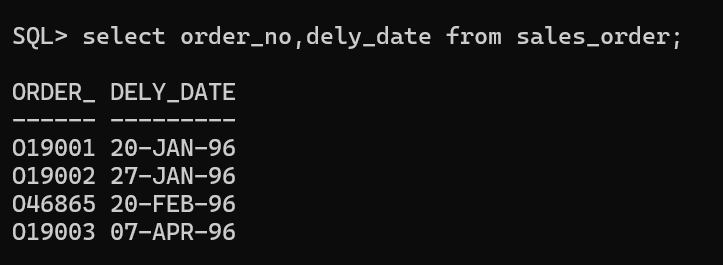 SQL> select order_no,dely_date from sales_order;
ORDER_ DELY_DATE
------ ---------
O19001 20-JAN-96
O19002 27-JAN-96
O46865 20-FEB-96
O19003 07-APR-96